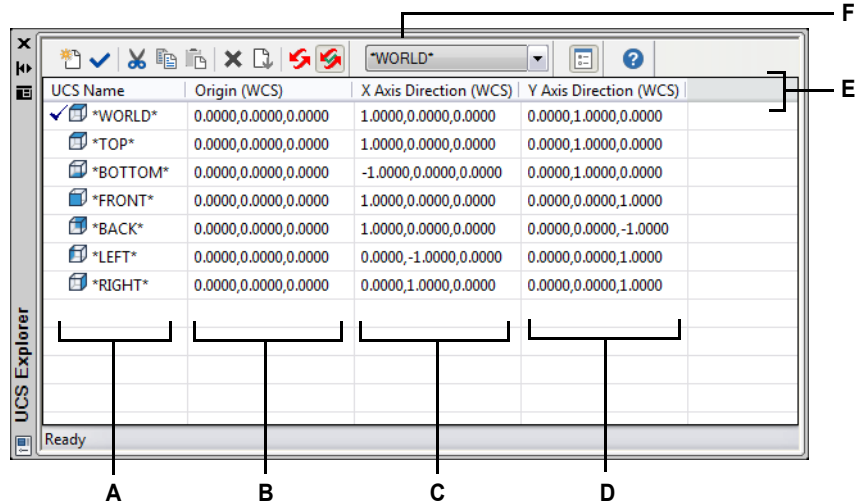 F
*WORLD*
E
UCS Name Origin (WCS) X Axis Direction (WCS) Y Axis Direction (WCS)
*WORLD* 0.0000,0.0000,0.0000 1.0000,0.0000,0.0000 0.0000,1.0000,0.0000
*TOP* 0.0000,0.0000,0.0000 1.0000,0.0000,0.0000 0.0000,1.0000,0.0000
*BOTTOM* 0.0000,0.0000,0.0000 -1.0000,0.0000,0.0000 0.0000,1.0000,0.0000
*FRONT* 0.0000,0.0000,0.0000 1.0000,0.0000,0.0000 0.0000,0.0000,1.0000
*BACK* 0.0000,0.0000,0.0000 1.0000,0.0000,0.0000 0.0000,0.0000,-1.0000
*LEFT* 0.0000,0.0000,0.0000 0.0000,-1.0000,0.0000 0.0000,0.0000,1.0000
*RIGHT* 0.0000,0.0000,0.0000 0.0000,1.0000,0.0000 0.0000,0.0000,1.0000
UCS Explorer
Ready
A B C D